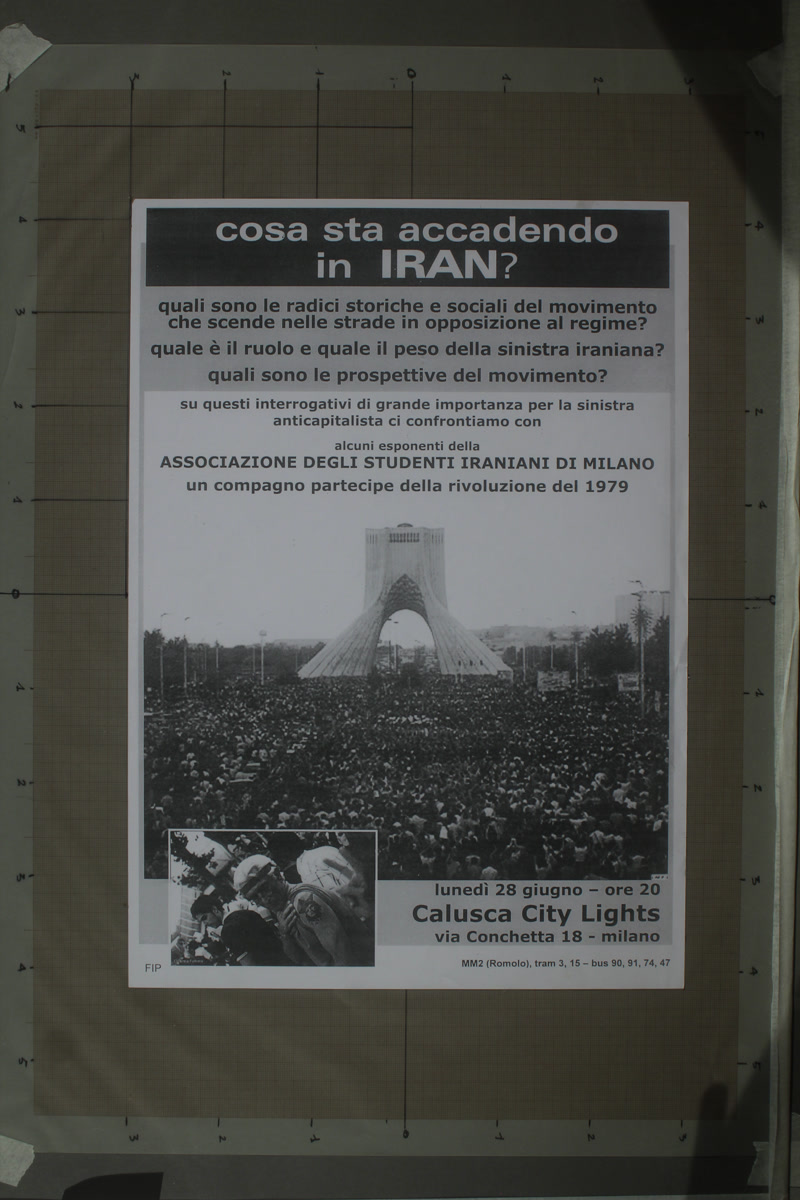 cosa sta accadendo
in IRAN?
quali sono le radici storiche e sociali del movimento
che scende nelle strade in opposizione al regime?
quale è il ruolo e quale il peso della sinistra iraniana?
quali sono le prospettive del movimento?
su questi interrogativi di grande importanza per la sinistra
anticapitalista ci confrontiamo con
alcuni esponenti della
ASSOCIAZIONE DEGLI STUDENTI IRANIANI DI MILANO
un compagno partecipe della rivoluzione del 1979
lunedì 28 giugno – ore 20
Calusca City Lights
via Conchetta 18 - milano
FIP
MM2 (Romolo), tram 3, 15 – bus 90, 91, 74, 47